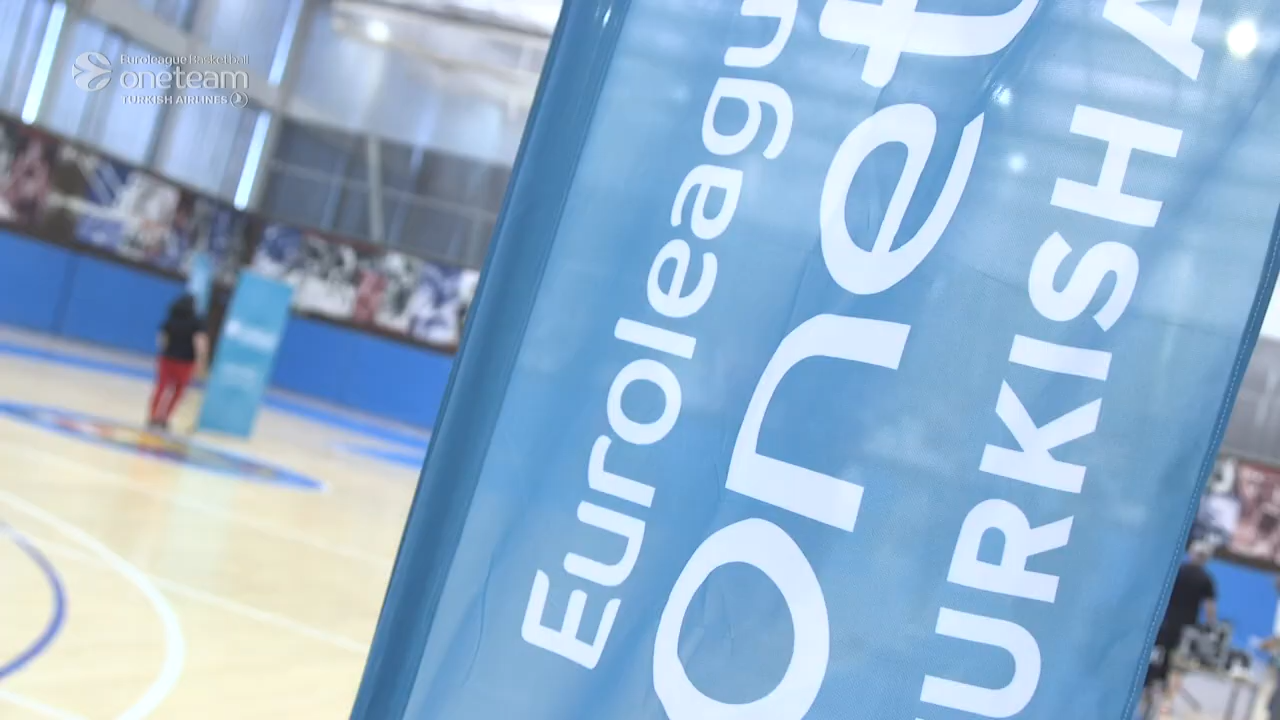 Euroleague Basketball
oneteam
TURKISH AIRLINES
Euroleagu
onet
TURKISH A